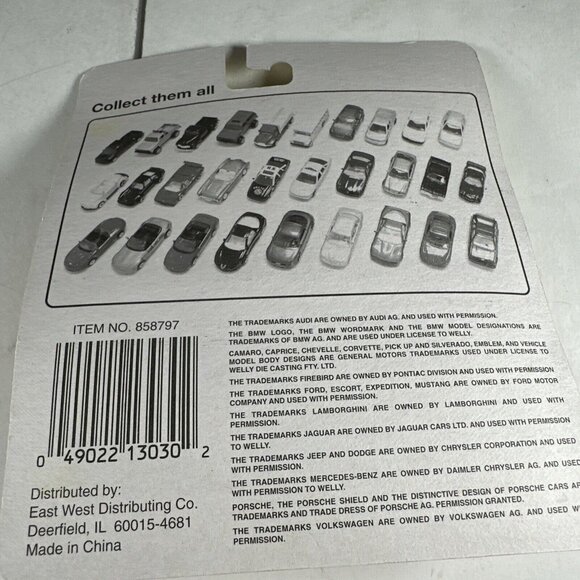 Collect them all
ITEM NO. 858797
0 49022 13030 2
Distributed by:
East West Distributing Co.
Deerfield, IL 60015-4681
Made in China
THE TRADEMARKS AUDI ARE OWNED BY AUDI AG. AND USED WITH PERMISSION.
THE BMW LOGO, THE BMW WORDMARK AND THE BMW MODEL DESIGNATIONS ARE
TRADEMARKS OF BMW AG. AND ARE USED UNDER LICENSE TO WELLY.
CAMARO, CAPRICE, CHEVELLE, CORVETTE, PICK UP AND SILVERADO, EMBLEM, AND VEHICLE
MODEL BODY DESIGNS ARE GENERAL MOTORS TRADEMARKS USED UNDER LICENSE TO
WELLY DIE CASTING FTY. LTD.
THE TRADEMARKS FIREBIRD ARE OWNED BY PONTIAC DIVISION AND USED WITH PERMISSION
THE TRADEMARKS FORD, ESCORT, EXPEDITION, MUSTANG ARE OWNED BY FORD MOTOR
COMPANY AND USED WITH PERMISSION.
THE TRADEMARKS LAMBORGHINI ARE OWNED BY LAMBORGHINI AND USED WITH
PERMISSION.
THE TRADEMARKS JAGUAR ARE OWNED BY JAGUAR CARS LTD. AND USED WITH PERMISSION
TO WELLY.
THE TRADEMARKS JEEP AND DODGE ARE OWNED BY CHRYSLER CORPORATION AND USED
WITH PERMISSION.
THE TRADEMARKS MERCEDES-BENZ ARE OWNED BY DAIMLER CHRYSLER AG. AND USED
WITH PERMISSION TO WELLY.
PORSCHE, THE PORSCHE SHIELD AND THE DISTINCTIVE DESIGN OF PORSCHE CARS AR
TRADEMARKS AND TRADE DRESS OF PORSCHE AG. PERMISSION GRANTED.
THE TRADEMARKS VOLKSWAGEN ARE OWNED BY VOLKSWAGEN AG. AND USED W
PERMISSION.